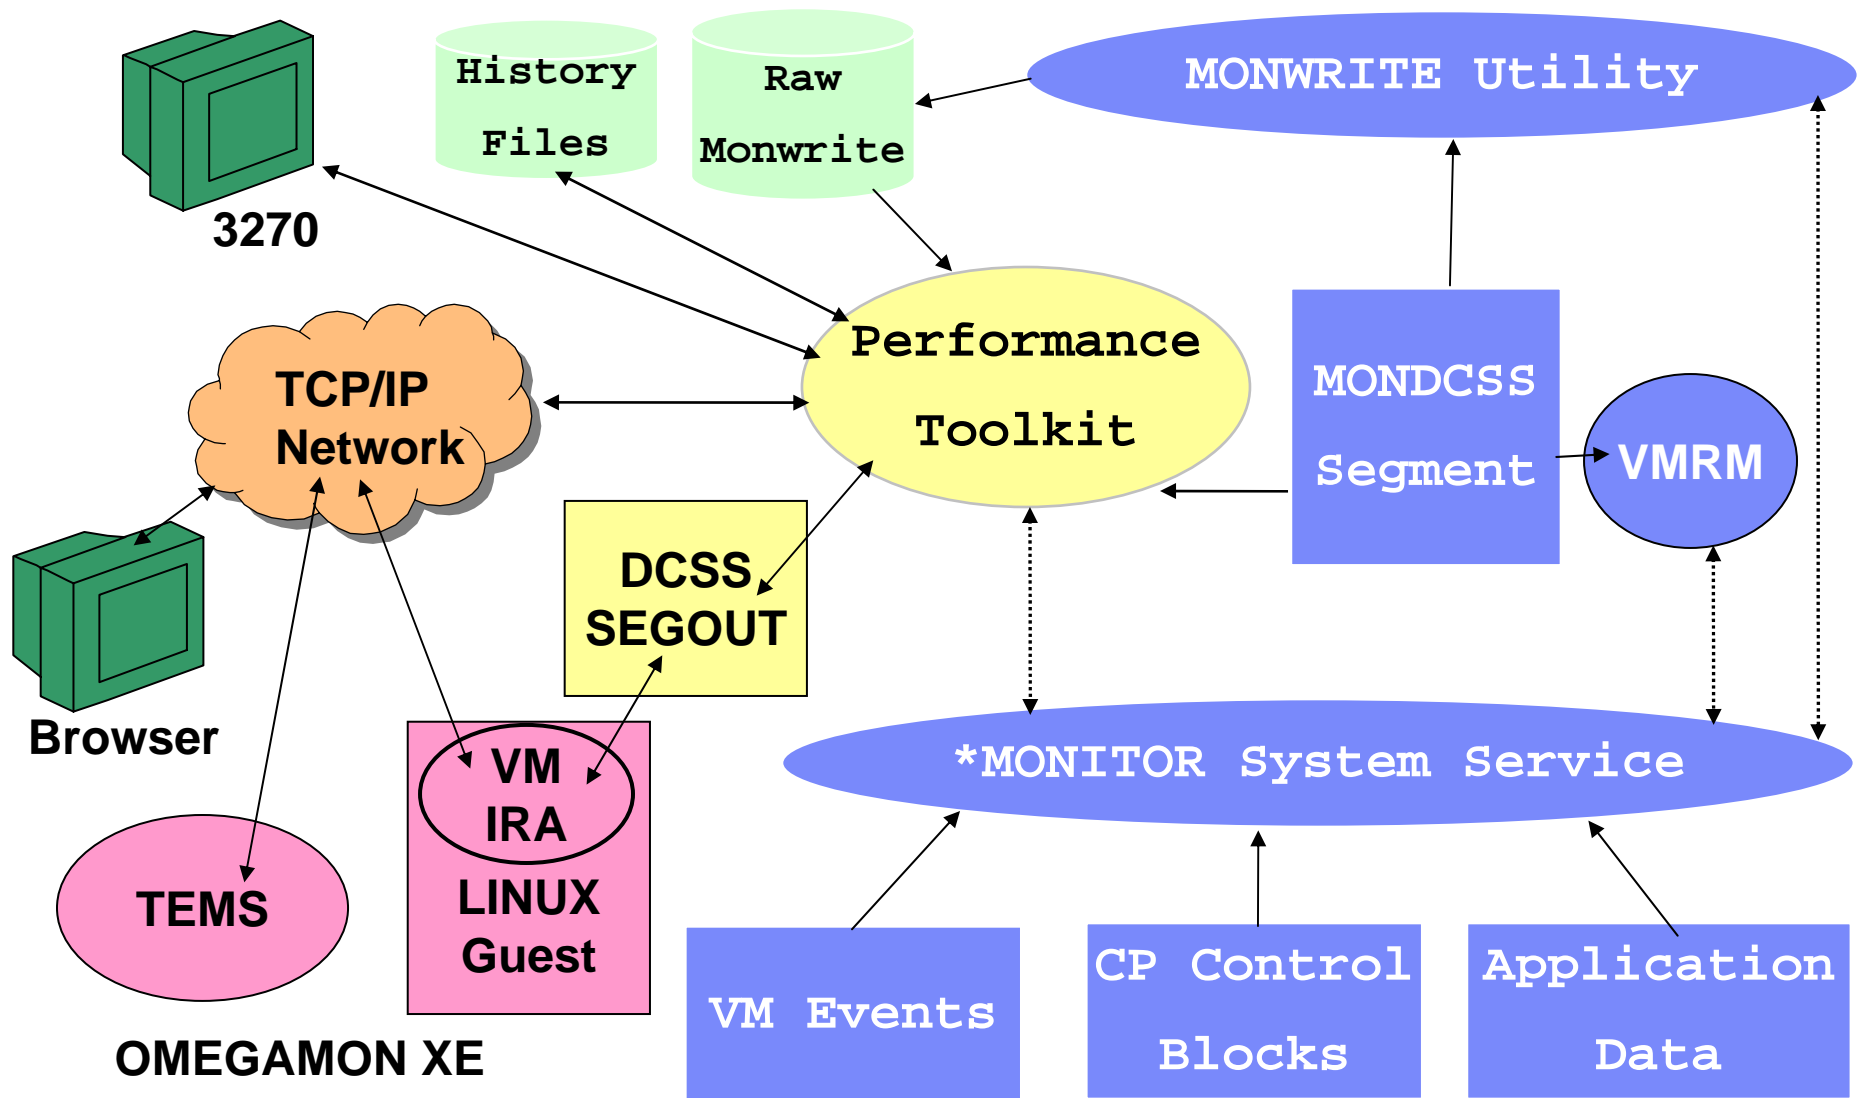 History
Files
Raw
Monwrite
MONWRITE Utility
3270
Performance
Toolkit
TCP/IP
Network
MONDCSS
Segment
VMRM
DCSS
SEGOUT
Browser
VM
IRA
LINUX
Guest
*MONITOR System Service
TEMS
VM Events
CP Control
Blocks
Application
Data
OMEGAMON XE